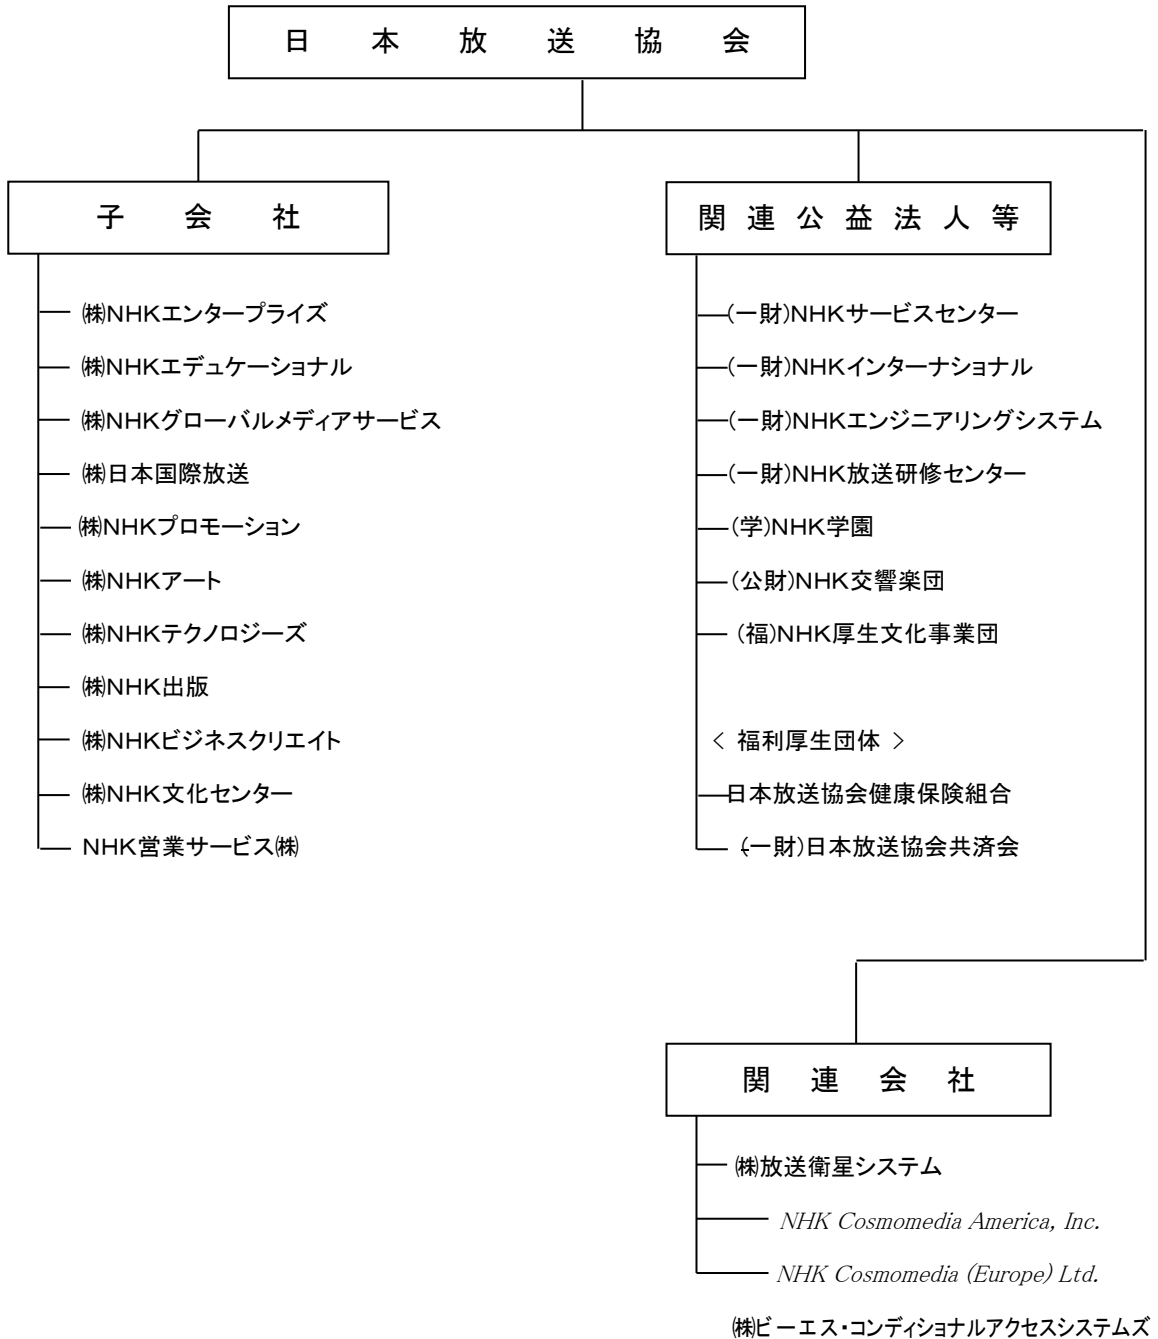 日本放送協会
子会社
㈱NHKエンタープライズ
㈱NHKエデュケーショナル
㈱NHKグローバルメディアサービス
㈱日本国際放送
㈱NHKプロモーション
㈱NHKアート
㈱NHKテクノロジーズ
㈱NHK出版
㈱NHKビジネスクリエイト
㈱NHK文化センター
NHK営業サービス㈱
関連公益法人等
(一財)NHKサービスセンター
(一財)NHKインターナショナル
(一財)NHKエンジニアリングシステム
(一財)NHK放送研修センター
(学)NHK学園
(公財)NHK交響楽団
(福)NHK厚生文化事業団
< 福利厚生団体 >
日本放送協会健康保険組合
(一財)日本放送協会共済会
関連会社
㈱放送衛星システム
NHK Cosmomedia America, Inc.
NHK Cosmomedia (Europe) Ltd.
㈱ビーエス・コンディショナルアクセスシステムズ